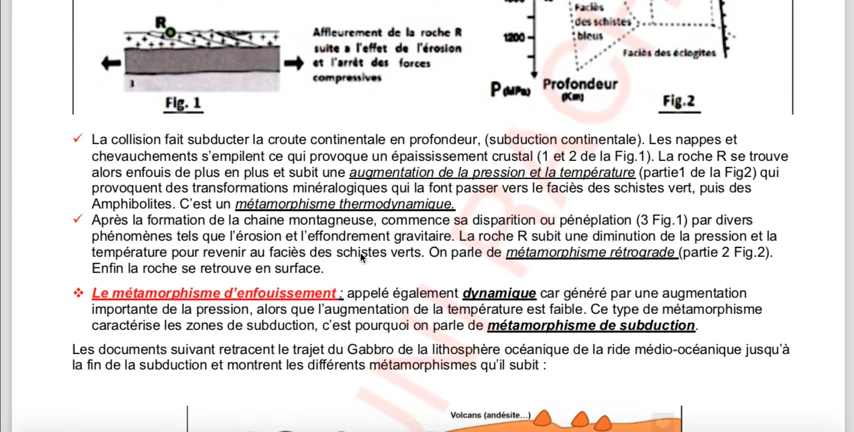 R
Affleurement de la roche R
suite a l'effet de l'érosion
et l'arrêt des forces
compressives
3
Fig. 1
Faciès
des schistes
bleus
1200
Faciès des éclogites
P(MPa)
Profondeur
(Km)
Fig.2
✓ La collision fait subducter la croute continentale en profondeur, (subduction continentale). Les nappes et
chevauchements s'empilent ce qui provoque un épaississement crustal (1 et 2 de la Fig.1). La roche R se trouve
alors enfouis de plus en plus et subit une augmentation de la pression et la température (partie1 de la Fig2) qui
provoquent des transformations minéralogiques qui la font passer vers le faciès des schistes vert, puis des
Amphibolites. C'est un métamorphisme thermodynamique.
✓ Après la formation de la chaine montagneuse, commence sa disparition ou pénéplation (3 Fig.1) par divers
phénomènes tels que l'érosion et l'effondrement gravitaire. La roche R subit une diminution de la pression et la
température pour revenir au faciès des schistes verts. On parle de métamorphisme rétrograde (partie 2 Fig.2).
Enfin la roche se retrouve en surface.
❖ Le métamorphisme d'enfouissement : appelé également dynamique car généré par une augmentation
importante de la pression, alors que l'augmentation de la température est faible. Ce type de métamorphisme
caractérise les zones de subduction, c'est pourquoi on parle de métamorphisme de subduction.
Les documents suivant retracent le trajet du Gabbro de la lithosphère océanique de la ride médio-océanique jusqu'à
la fin de la subduction et montrent les différents métamorphismes qu'il subit :
Volcans (andésite...)